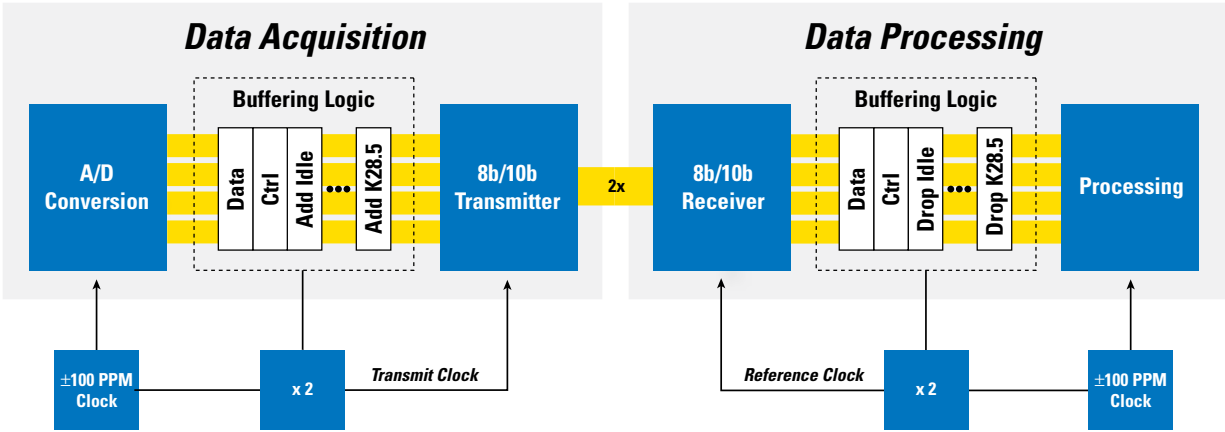 Data Acquisition
Buffering Logic
A/D
Conversion
Data
Ctrl
Add Idle
Add K28.5
8b/10b
Transmitter
2x
Data Processing
Buffering Logic
8b/10b
Receiver
Data
Ctrl
Drop Idle
Drop K28.5
Processing
±100 PPM
Clock
x 2
Transmit Clock
Reference Clock
x 2
±100 PPM
Clock